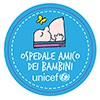 OSPEDALE AMICO
DEI BAMBINI
unicef